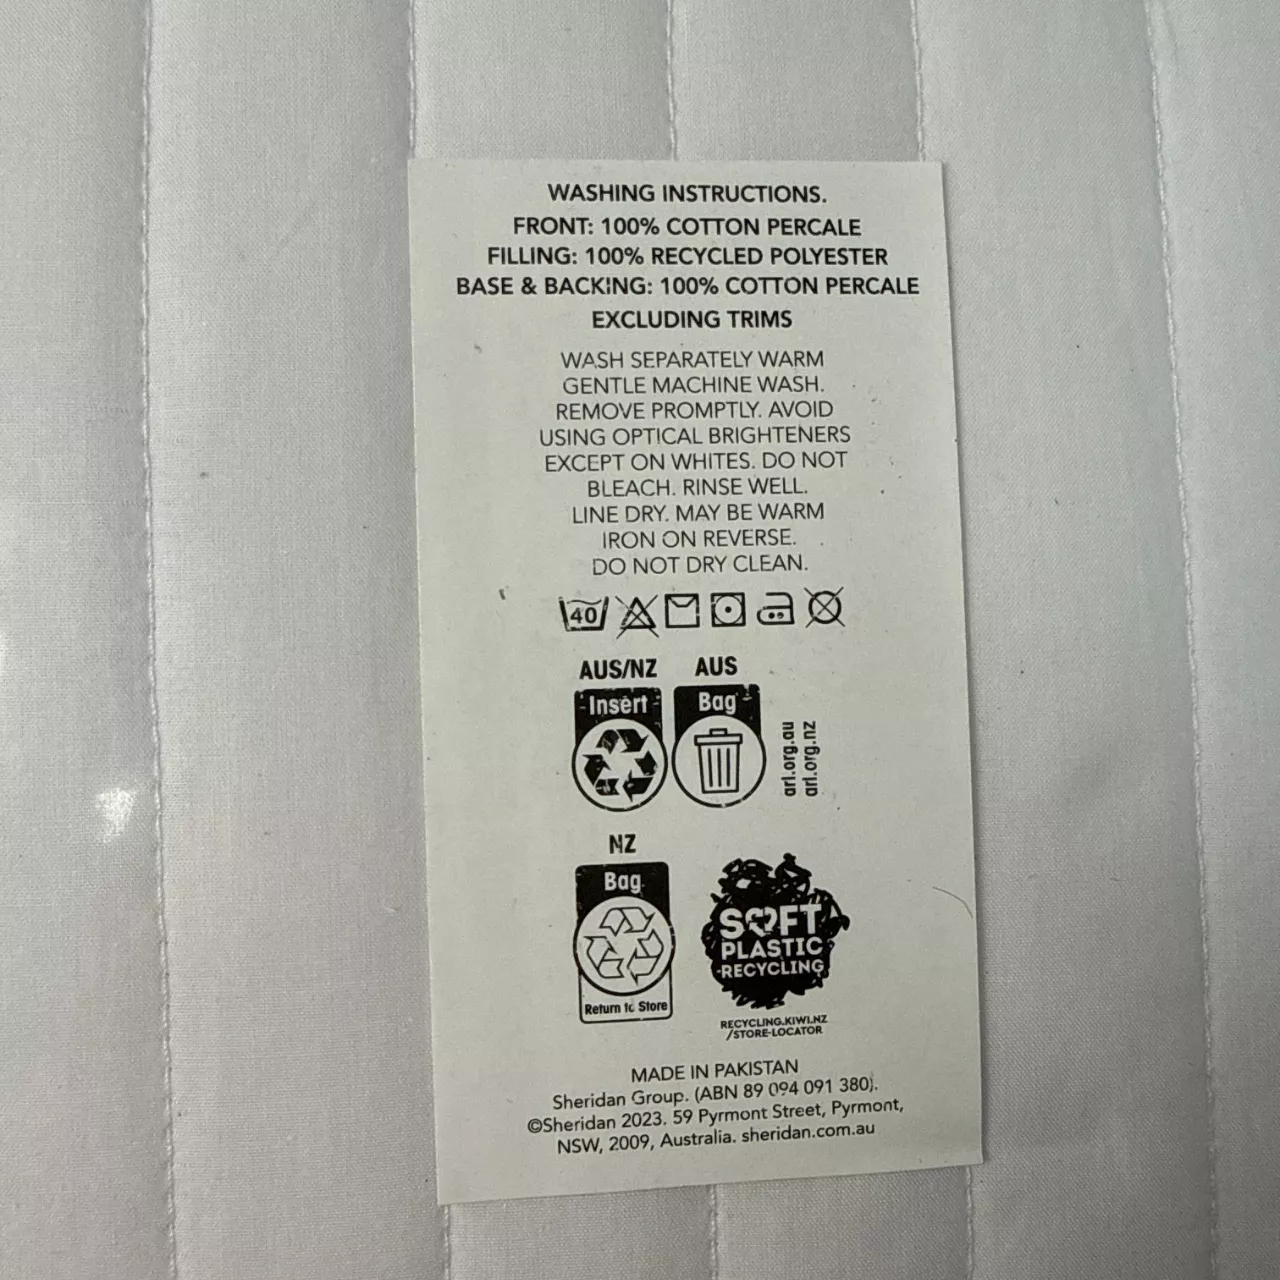 WASHING INSTRUCTIONS.
FRONT: 100% COTTON PERCALE
FILLING: 100% RECYCLED POLYESTER
BASE & BACKING: 100% COTTON PERCALE
EXCLUDING TRIMS
WASH SEPARATELY WARM
GENTLE MACHINE WASH.
REMOVE PROMPTLY. AVOID
USING OPTICAL BRIGHTENERS
EXCEPT ON WHITES. DO NOT
BLEACH. RINSE WELL.
LINE DRY. MAY BE WARM
IRON ON REVERSE.
DO NOT DRY CLEAN.
40
AUS/NZ
Insert
AUS
Bag
arl.org.au
arl.org.nz
NZ
Bag
Return to Store
SOFT
PLASTIC
RECYCLING
RECYCLING.KIWI.NZ
/STORE-LOCATOR
MADE IN PAKISTAN
Sheridan Group. (ABN 89 094 091 380).
©Sheridan 2023. 59 Pyrmont Street, Pyrmont,
NSW, 2009, Australia. sheridan.com.au